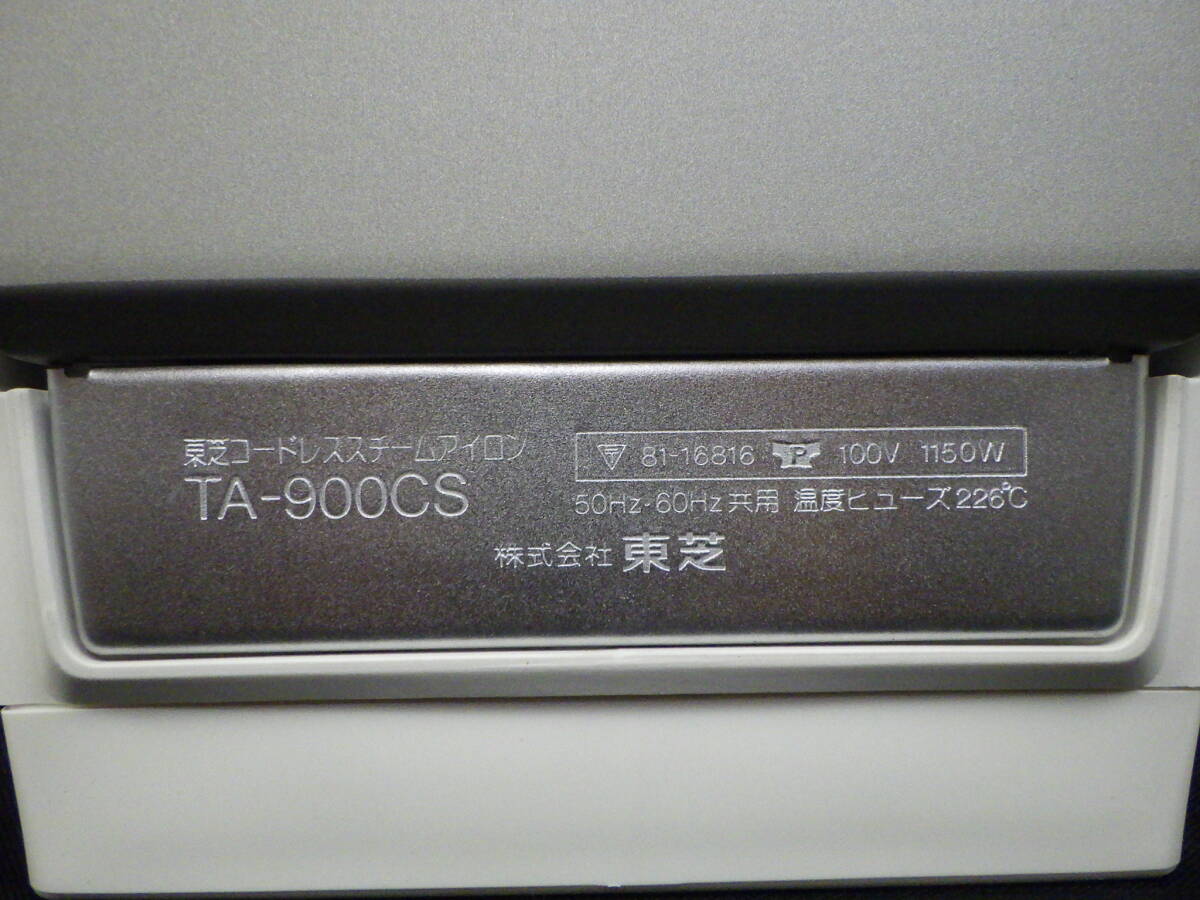 東芝コードレススチームアイロン
TA-900CS
81-16816 P 100V 1150W
50Hz-60Hz共用 温度ヒューズ226℃
株式会社 東芝